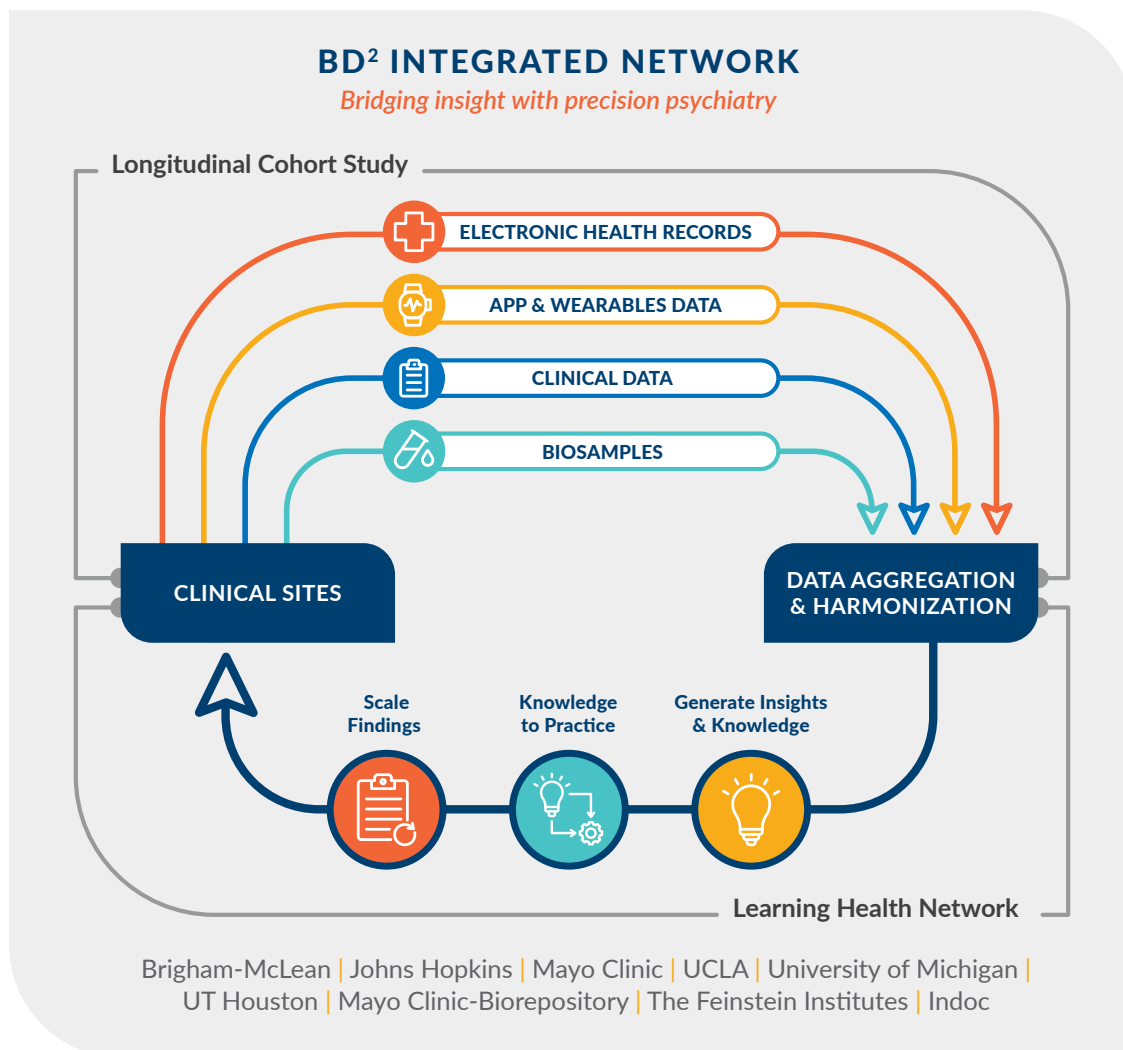 BD² INTEGRATED NETWORK
Bridging insight with precision psychiatry
Longitudinal Cohort Study
ELECTRONIC HEALTH RECORDS
APP & WEARABLES DATA
CLINICAL DATA
BIOSAMPLES
CLINICAL SITES
DATA AGGREGATION
& HARMONIZATION
Scale
Findings
Knowledge
to Practice
Generate Insights
& Knowledge
Learning Health Network
Brigham-McLean | Johns Hopkins | Mayo Clinic | UCLA | University of Michigan |
UT Houston | Mayo Clinic-Biorepository | The Feinstein Institutes | Indoc